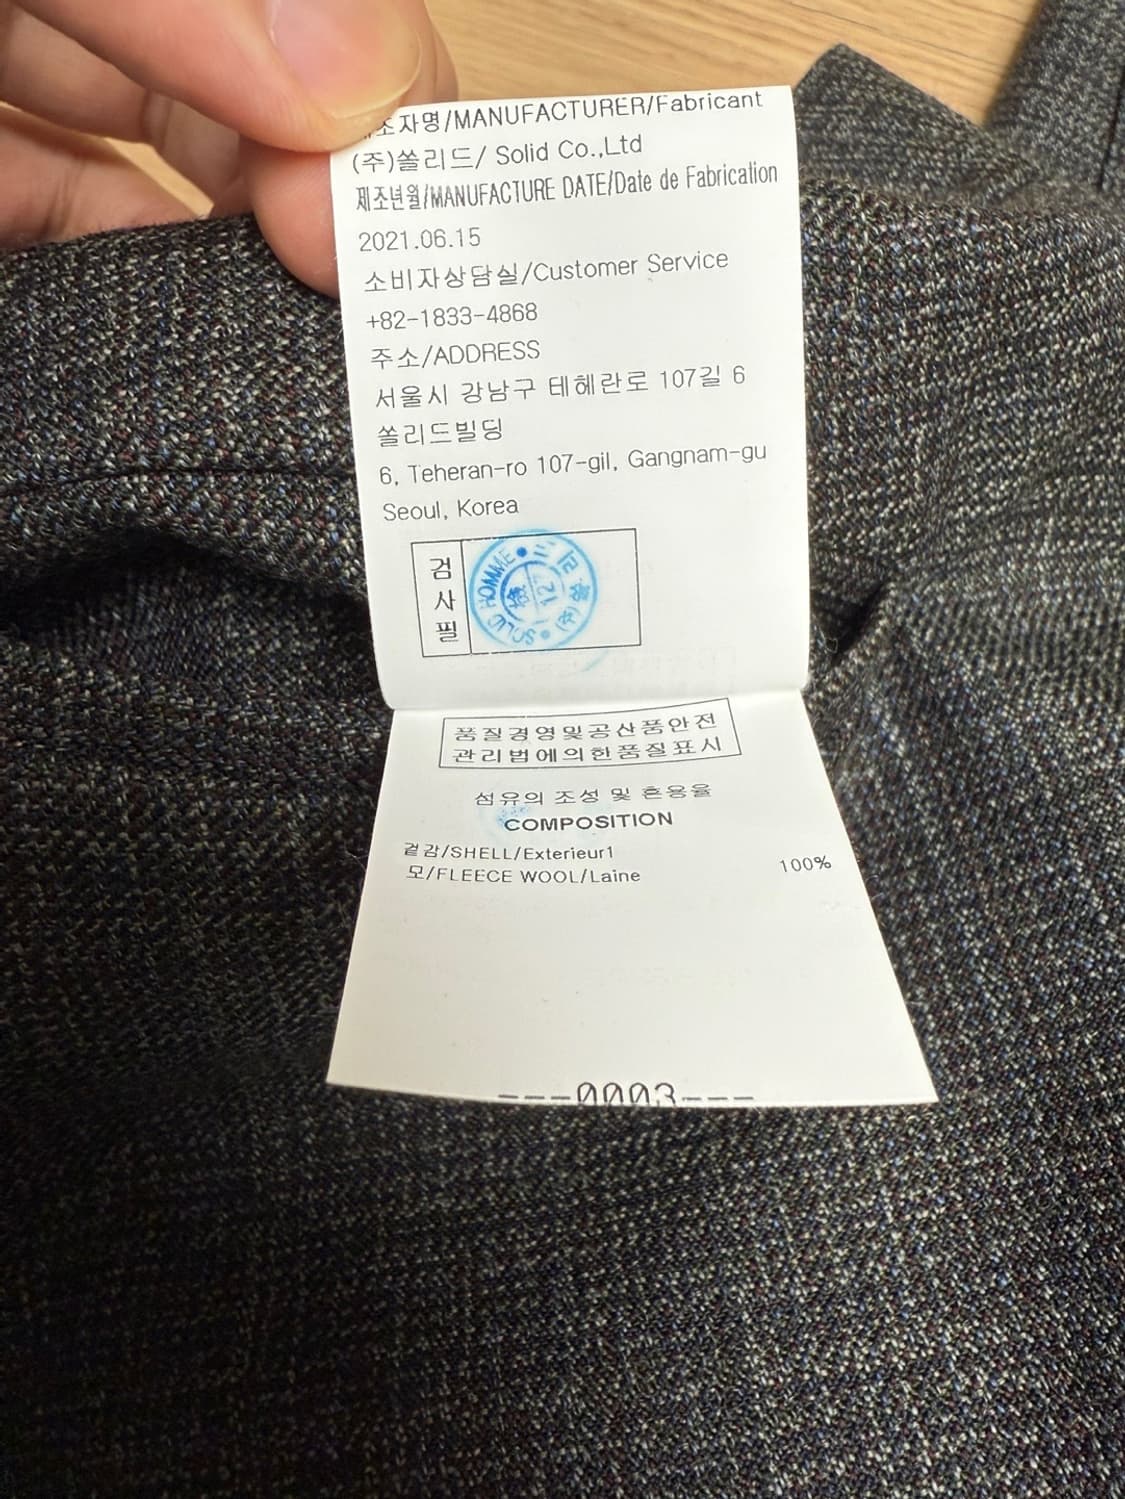 제조자명/MANUFACTURER/Fabricant
(주)쏠리드/ Solid Co.,Ltd
제조년월/MANUFACTURE DATE/Date de Fabrication
2021.06.15
소비자상담실/Customer Service
+82-1833-4868
주소/ADDRESS
서울시 강남구 테헤란로 107길 6
쏠리드빌딩
6, Teheran-ro 107-gil, Gangnam-gu
Seoul, Korea
검사필
SOLID HOMME
127
품질경영및공산품안전
관리법에의한품질표시
섬유의 조성 및 혼용율
COMPOSITION
겉감/SHELL/Exterieur1
모/FLEECE WOOL/Laine 100%
---0003---